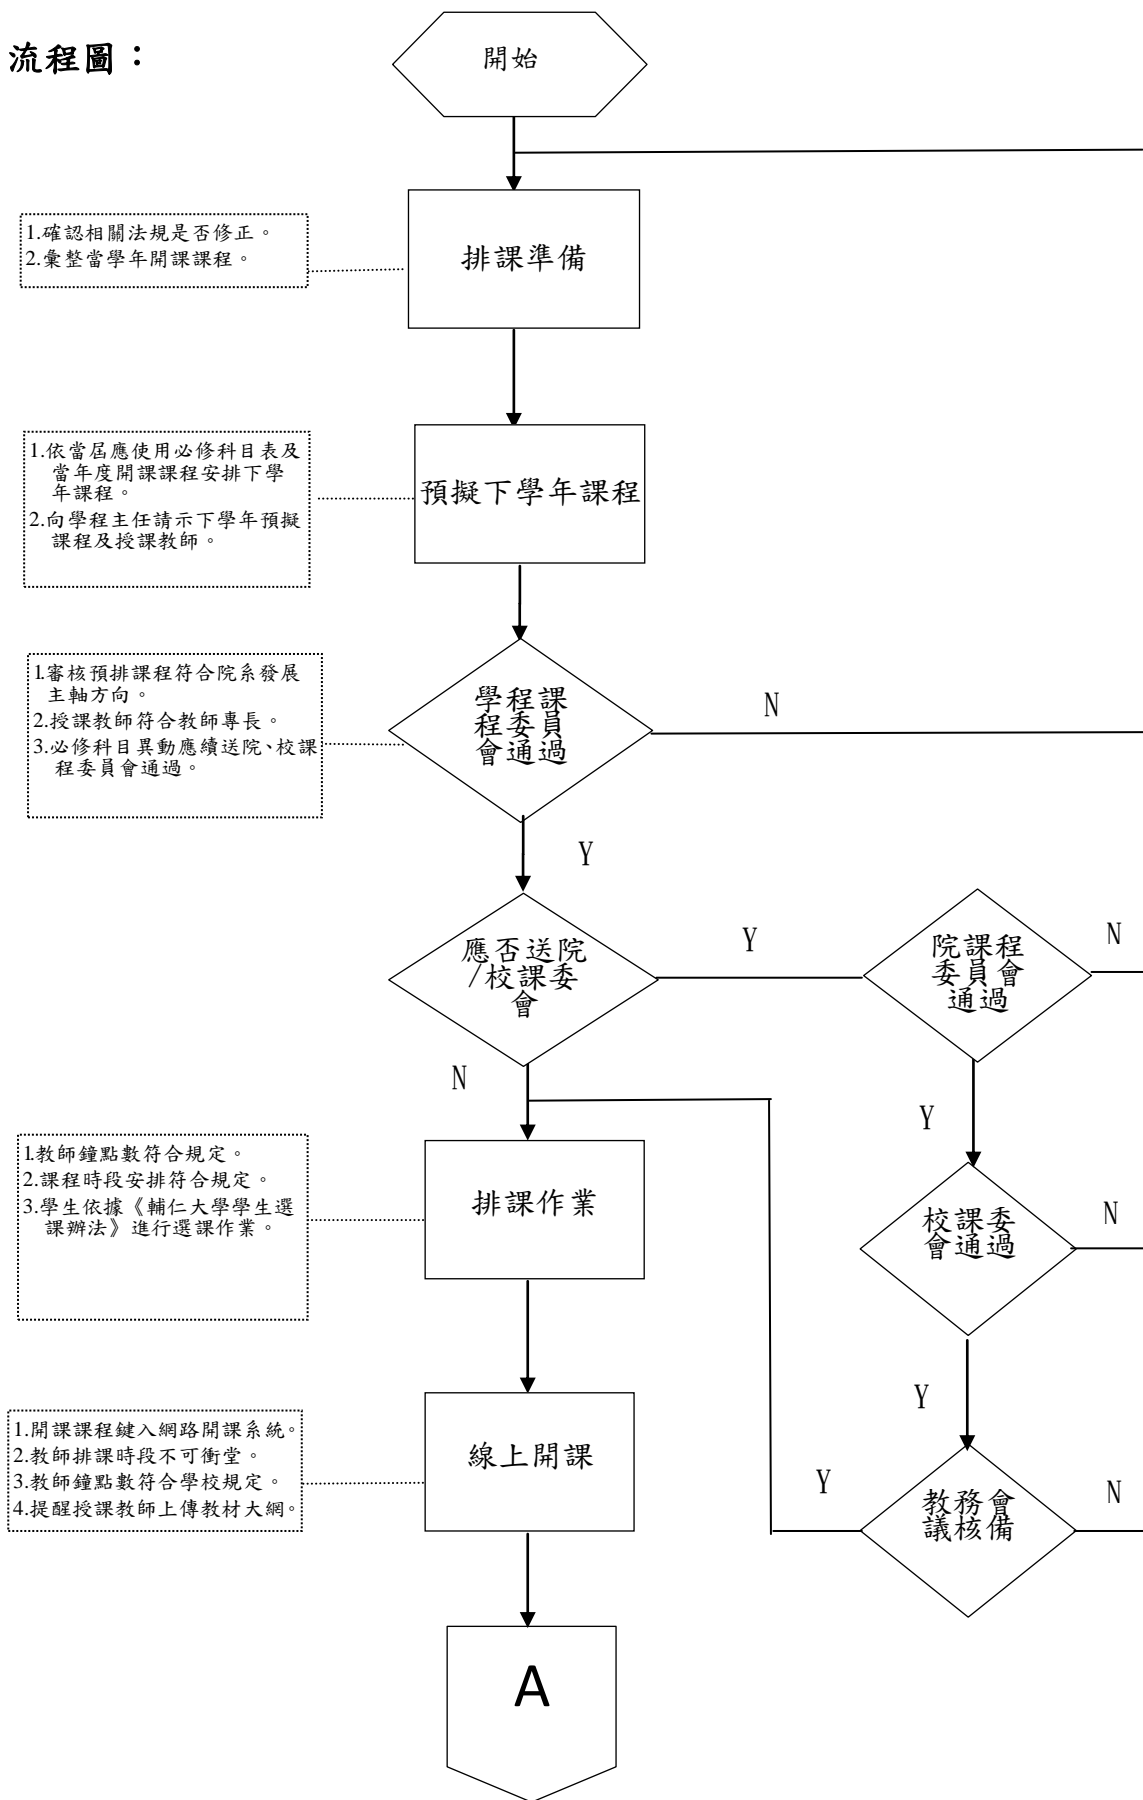 流程圖：
開始
1.確認相關法規是否修正。
2.彙整當學年開課課程。
排課準備
1.依當屆應使用必修科目表及
當年度開課課程安排下學
年課程。
2.向學程主任請示下學年預擬
課程及授課教師。
預擬下學年課程
1.審核預排課程符合院系發展
主軸方向。
2.授課教師符合教師專長。
3.必修科目異動應續送院、校課
程委員會通過。
學程課
程委員
會通過
N
Y
應否送院
/校課委
會
Y
院課程
委員會
通過
N
N
Y
1.教師鐘點數符合規定。
2.課程時段安排符合規定。
3.學生依據《輔仁大學學生選
課辦法》進行選課作業。
排課作業
校課委
會通過
N
Y
1.開課課程鍵入網路開課系統。
2.教師排課時段不可衝堂。
3.教師鐘點數符合學校規定。
4.提醒授課教師上傳教材大網。
線上開課
Y
教務會
議核備
N
A